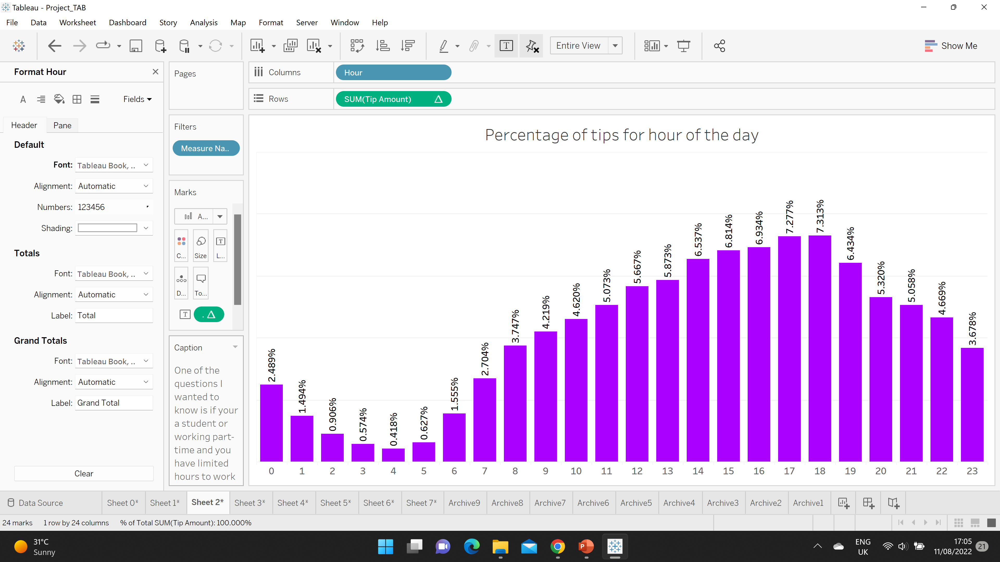 Tableau - Project_TAB
File Data Worksheet Dashboard Story Analysis Map Format Server Window Help
Entire View
Show Me
Format Hour
Fields
Header Pane
Default
Font: Tableau Book, ..
Alignment: Automatic
Numbers: 123456
Shading:
Totals
Font: Tableau Book, ..
Alignment: Automatic
Label: Total
Grand Totals
Font: Tableau Book, ..
Alignment: Automatic
Label: Grand Total
Clear
Pages
Filters
Measure Na..
Marks
A...
C... Size L...
D... To...
Caption
One of the
questions I
wanted to
know is if your
a student or
working part-
time and you
have limited
hours to work
Columns Hour
Rows SUM(Tip Amount)
Percentage of tips for hour of the day
2.489% 1.494% 0.906% 0.574% 0.418% 0.627% 1.555% 2.704% 3.747% 4.219% 4.620% 5.073% 5.667% 5.873% 6.537% 6.814% 6.934% 7.277% 7.313% 6.434% 5.320% 5.058% 4.669% 3.678%
0 1 2 3 4 5 6 7 8 9 10 11 12 13 14 15 16 17 18 19 20 21 22 23
Data Source Sheet 0* Sheet 1* Sheet 2* Sheet 3* Sheet 4* Sheet 5* Sheet 6* Sheet 7* Archive9 Archive8 Archive7 Archive6 Archive5 Archive4 Archive3 Archive2 Archive1
24 marks 1 row by 24 columns % of Total SUM(Tip Amount): 100.000%
31°C
Sunny
ENG
UK
17:05
11/08/2022
21